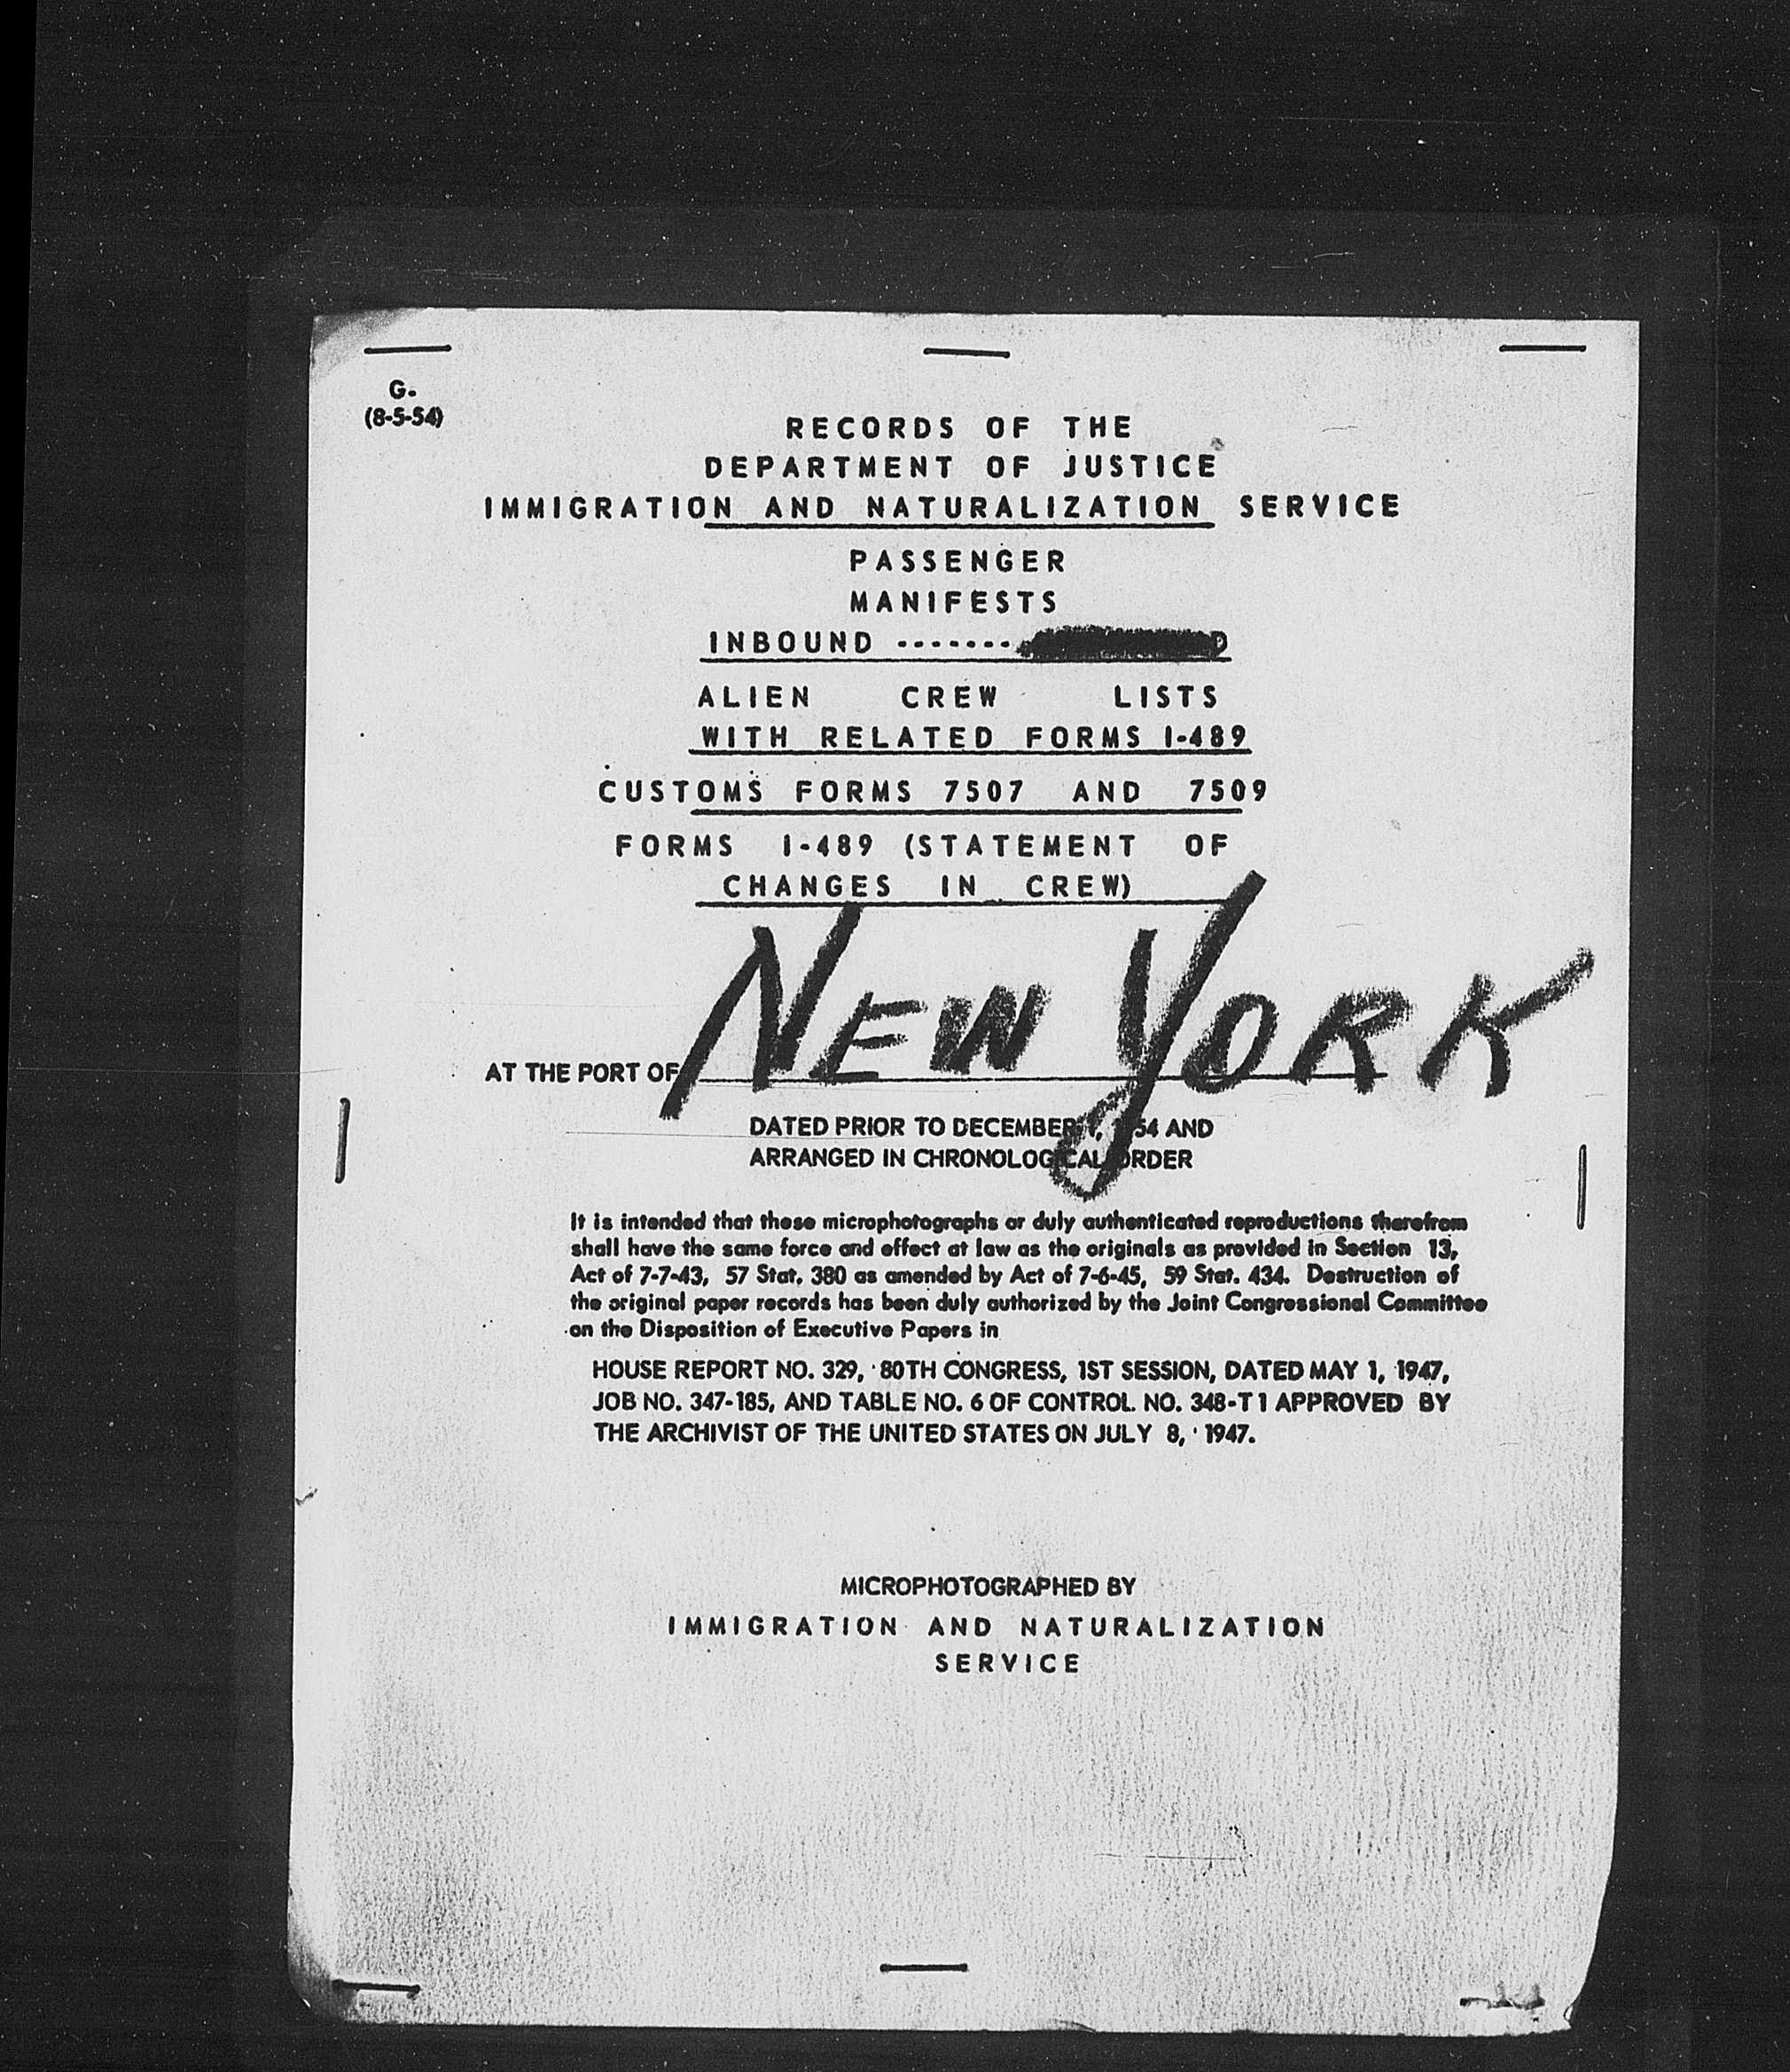 G-
(8-5-54)
RECORDS OF THE
DEPARTMENT OF JUSTICE
IMMIGRATION AND NATURALIZATION SERVICE
PASSENGER
MANIFESTS
INBOUND -------
ALIEN CREW LISTS
WITH RELATED FORMS I-489
CUSTOMS FORMS 7507 AND 7509
FORMS I-489 (STATEMENT OF
CHANGES IN CREW)
AT THE PORT OF NEW YORK
DATED PRIOR TO DECEMBER 1, 1954 AND
ARRANGED IN CHRONOLOGICAL ORDER
It is intended that these microphotographs or duly authenticated reproductions therefrom
shall have the same force and effect at law as the originals as provided in Section 13,
Act of 7-7-43, 57 Stat. 380 as amended by Act of 7-6-45, 59 Stat. 434. Destruction of
the original paper records has been duly authorized by the Joint Congressional Committee
on the Disposition of Executive Papers in
HOUSE REPORT NO. 329, 80TH CONGRESS, 1ST SESSION, DATED MAY 1, 1947,
JOB NO. 347-185, AND TABLE NO. 6 OF CONTROL NO. 348-T1 APPROVED BY
THE ARCHIVIST OF THE UNITED STATES ON JULY 8, 1947.
MICROPHOTOGRAPHED BY
IMMIGRATION AND NATURALIZATION
SERVICE